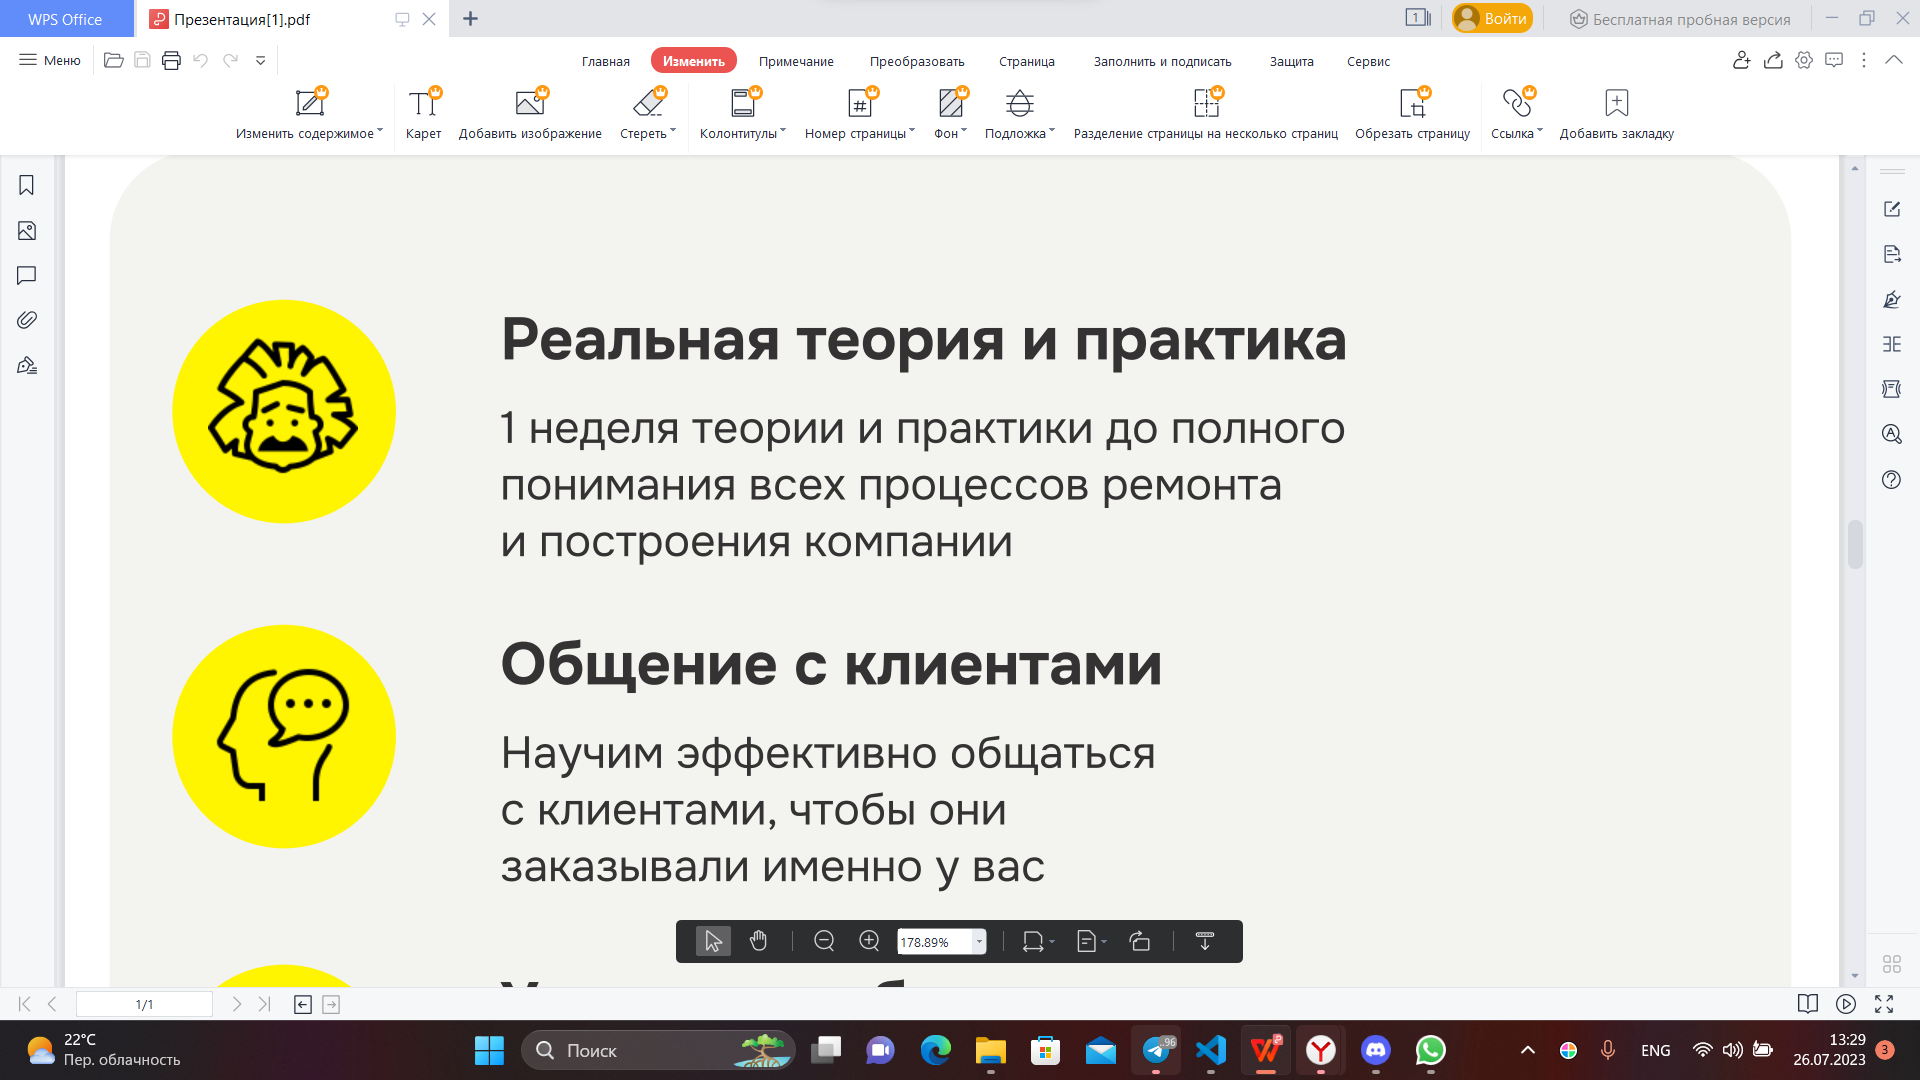 WPS Office
Презентация[1].pdf
1
Войти
Бесплатная пробная версия
Меню
Главная
Изменить
Примечание
Преобразовать
Страница
Заполнить и подписать
Защита
Сервис
Изменить содержимое
Карет
Добавить изображение
Стереть
Колонтитулы
Номер страницы
Фон
Подложка
Разделение страницы на несколько страниц
Обрезать страницу
Ссылка
Добавить закладку
Реальная теория и практика
1 неделя теории и практики до полного
понимания всех процессов ремонта
и построения компании
Общение с клиентами
Научим эффективно общаться
с клиентами, чтобы они
заказывали именно у вас
178.89%
1/1
22°C
Пер. облачность
Поиск
ENG
13:29
26.07.2023
3